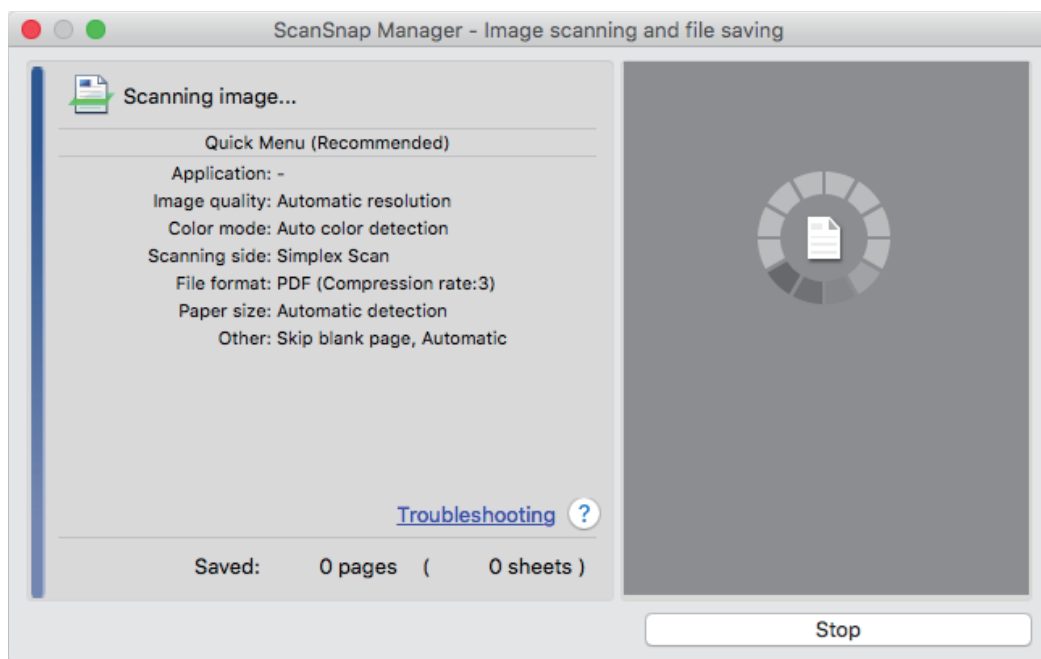 ScanSnap Manager - Image scanning and file saving
Scanning image...
Quick Menu (Recommended)
Application: -
Image quality: Automatic resolution
Color mode: Auto color detection
Scanning side: Simplex Scan
File format: PDF (Compression rate:3)
Paper size: Automatic detection
Other: Skip blank page, Automatic
Troubleshooting ?
Saved: 0 pages ( 0 sheets )
Stop